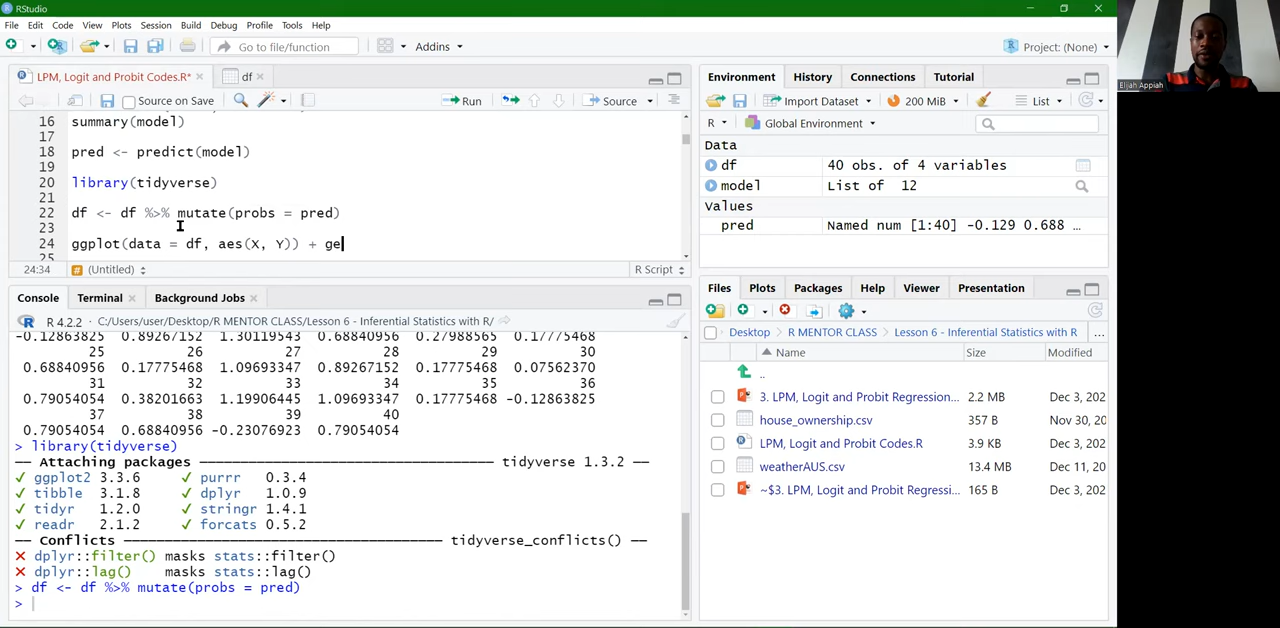 RStudio
File Edit Code View Plots Session Build Debug Profile Tools Help
Go to file/function Addins Project: (None)
LPM, Logit and Probit Codes.R* df
Source on Save Run Source
16 summary(model)
17
18 pred <- predict(model)
19
20 library(tidyverse)
21
22 df <- df %>% mutate(probs = pred)
23
24 ggplot(data = df, aes(X, Y)) + ge
25
24:34 # (Untitled) R Script
Console Terminal Background Jobs
R 4.2.2 · C:/Users/user/Desktop/R MENTOR CLASS/Lesson 6 - Inferential Statistics with R/
-0.12863825 0.89267152 1.30119543 0.68840956 0.27988565 0.17775468
25 26 27 28 29 30
0.68840956 0.17775468 1.09693347 0.89267152 0.17775468 0.07562370
31 32 33 34 35 36
0.79054054 0.38201663 1.19906445 1.09693347 0.17775468 -0.12863825
37 38 39 40
0.79054054 0.68840956 -0.23076923 0.79054054
> library(tidyverse)
── Attaching packages ──────────────────── tidyverse 1.3.2 ──
✓ ggplot2 3.3.6 ✓ purrr 0.3.4
✓ tibble 3.1.8 ✓ dplyr 1.0.9
✓ tidyr 1.2.0 ✓ stringr 1.4.1
✓ readr 2.1.2 ✓ forcats 0.5.2
── Conflicts ──────────────────── tidyverse_conflicts() ──
✕ dplyr::filter() masks stats::filter()
✕ dplyr::lag() masks stats::lag()
> df <- df %>% mutate(probs = pred)
>
Environment History Connections Tutorial
Import Dataset 200 MiB List
R Global Environment
Data
df 40 obs. of 4 variables
model List of 12
Values
pred Named num [1:40] -0.129 0.688 ...
Files Plots Packages Help Viewer Presentation
Desktop R MENTOR CLASS Lesson 6 - Inferential Statistics with R ...
Name Size Modified
..
3. LPM, Logit and Probit Regression... 2.2 MB Dec 3, 202
house_ownership.csv 357 B Nov 30, 20
LPM, Logit and Probit Codes.R 3.9 KB Dec 3, 202
weatherAUS.csv 13.4 MB Dec 11, 20
~$3. LPM, Logit and Probit Regressi... 165 B Dec 3, 202
Elijah Appiah